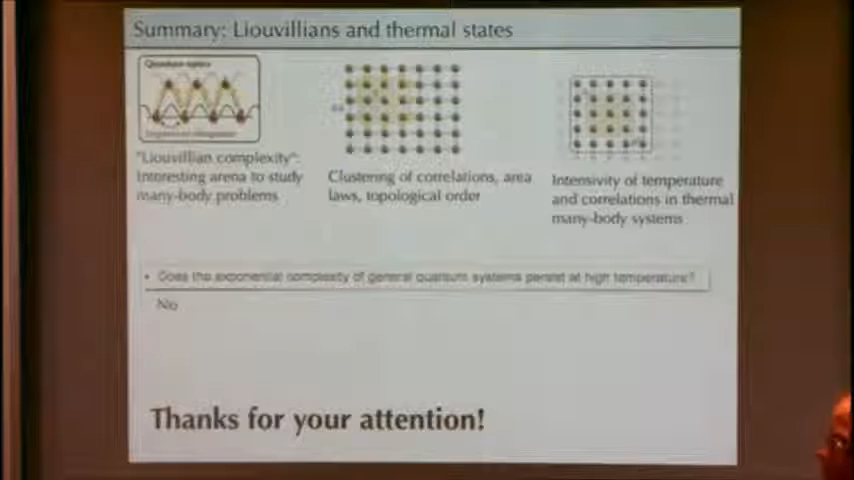 Summary: Liouvillians and thermal states
Quantum optics
"Liouvillian complexity":
Interesting arena to study
many-body problems
Clustering of correlations, area
laws, topological order
Intensivity of temperature
and correlations in thermal
many-body systems
• Does the exponential complexity of general quantum systems persist at high temperature?
No
Thanks for your attention!